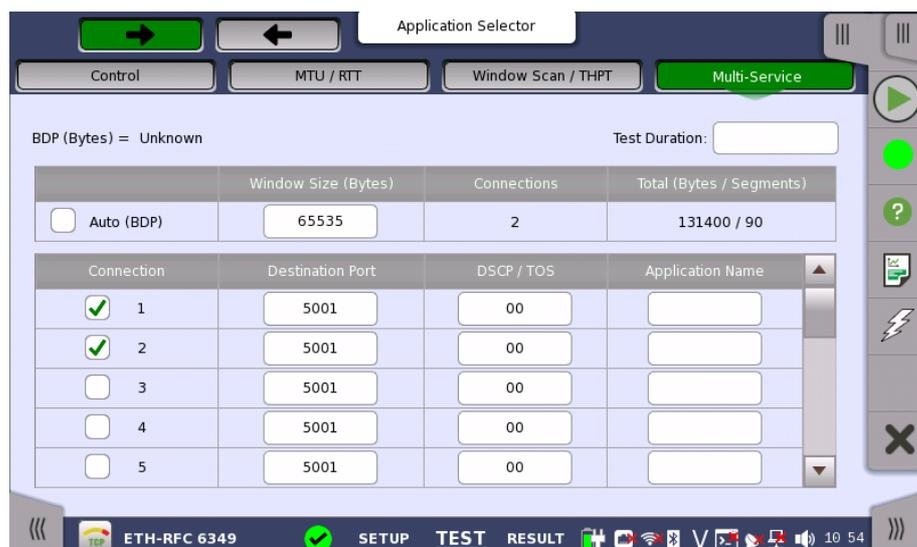 Application Selector
Control MTU / RTT Window Scan / THPT Multi-Service
BDP (Bytes) = Unknown Test Duration:
Window Size (Bytes) Connections Total (Bytes / Segments)
Auto (BDP) 65535 2 131400 / 90
Connection Destination Port DSCP / TOS Application Name
1 5001 00
2 5001 00
3 5001 00
4 5001 00
5 5001 00
TCP ETH-RFC 6349 SETUP TEST RESULT V 10 54